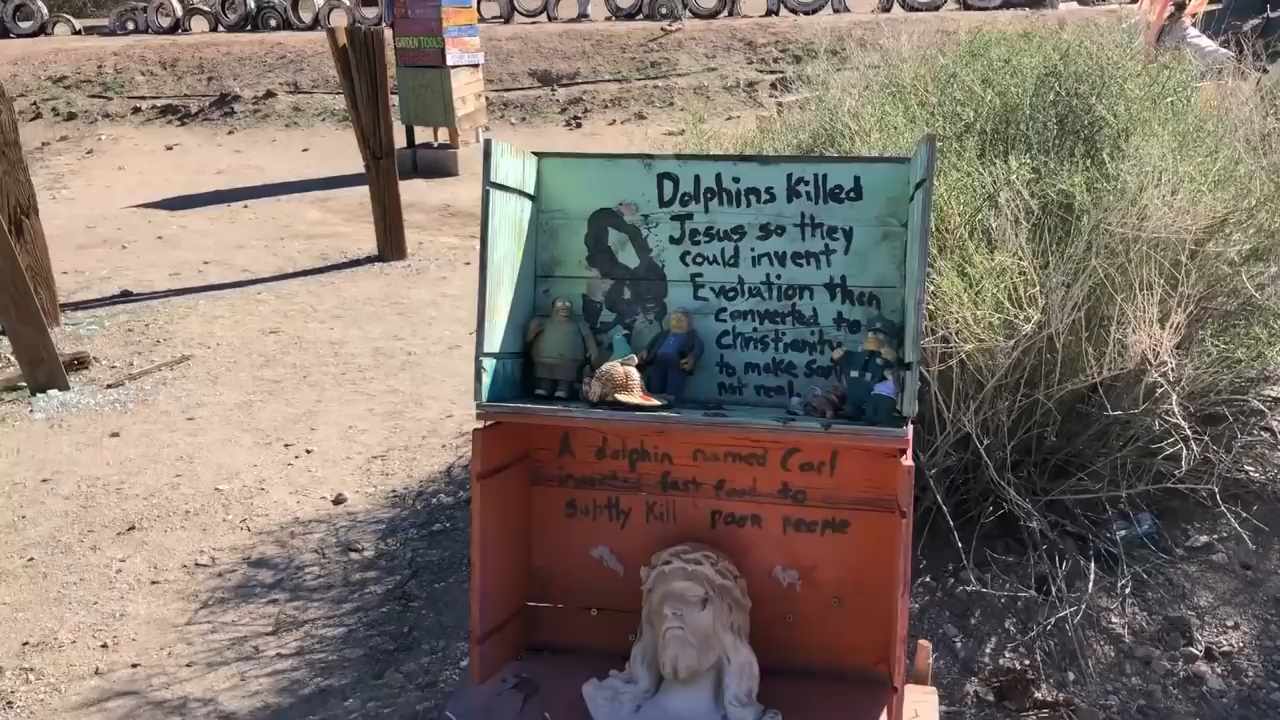 GARDEN TOOLS
Dolphins killed
Jesus so they
could invent
Evolution then
converted to
Christianity
to make
not real
A dolphin named Carl
invented fast food to
subtly kill poor people